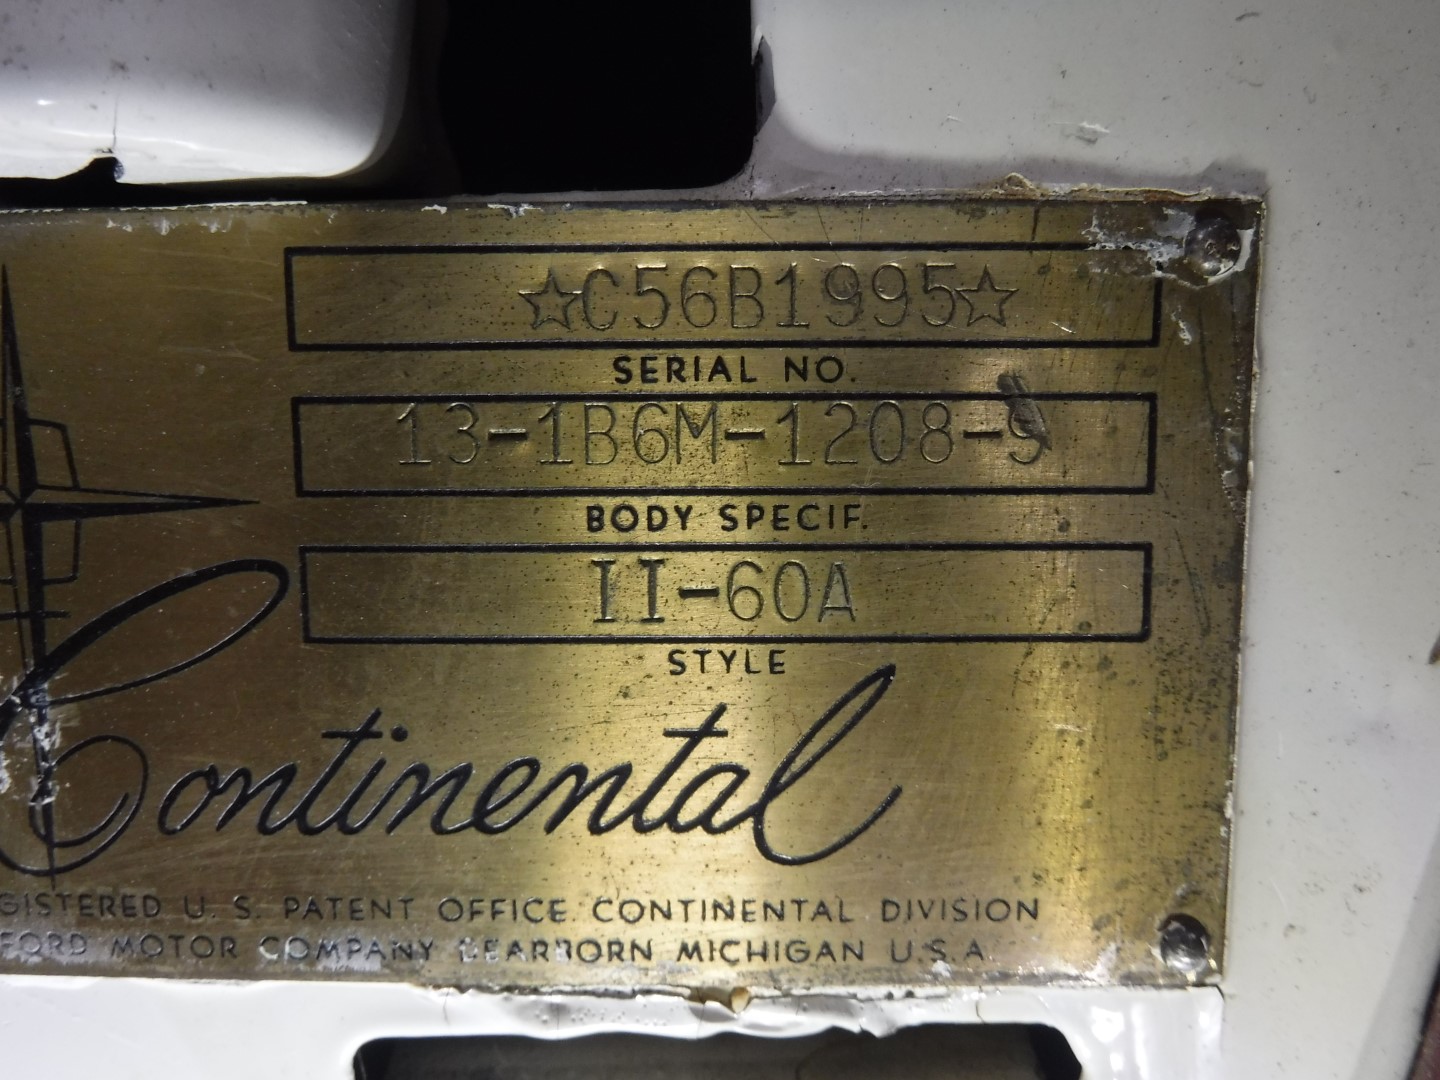 ☆C56B1995☆
SERIAL NO.
13-1B6M-1208-9
BODY SPECIF.
II-60A
STYLE
Continental
GISTERED U. S. PATENT OFFICE. CONTINENTAL DIVISION
FORD MOTOR COMPANY DEARBORN MICHIGAN U.S.A.